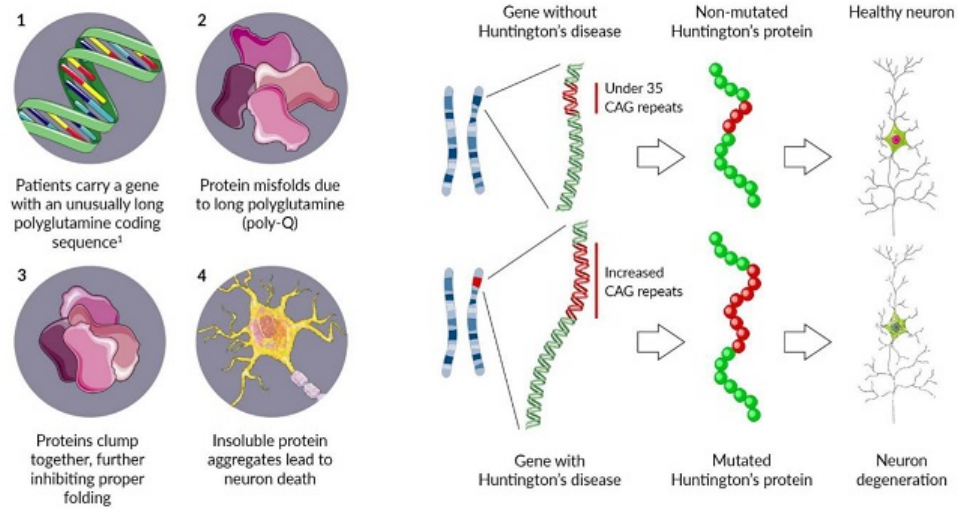 1
Patients carry a gene
with an unusually long
polyglutamine coding
sequence¹
2
Protein misfolds due
to long polyglutamine
(poly-Q)
3
Proteins clump
together, further
inhibiting proper
folding
4
Insoluble protein
aggregates lead to
neuron death
Gene without
Huntington's disease
Non-mutated
Huntington's protein
Healthy neuron
Under 35
CAG repeats
Increased
CAG repeats
Gene with
Huntington's disease
Mutated
Huntington's protein
Neuron
degeneration